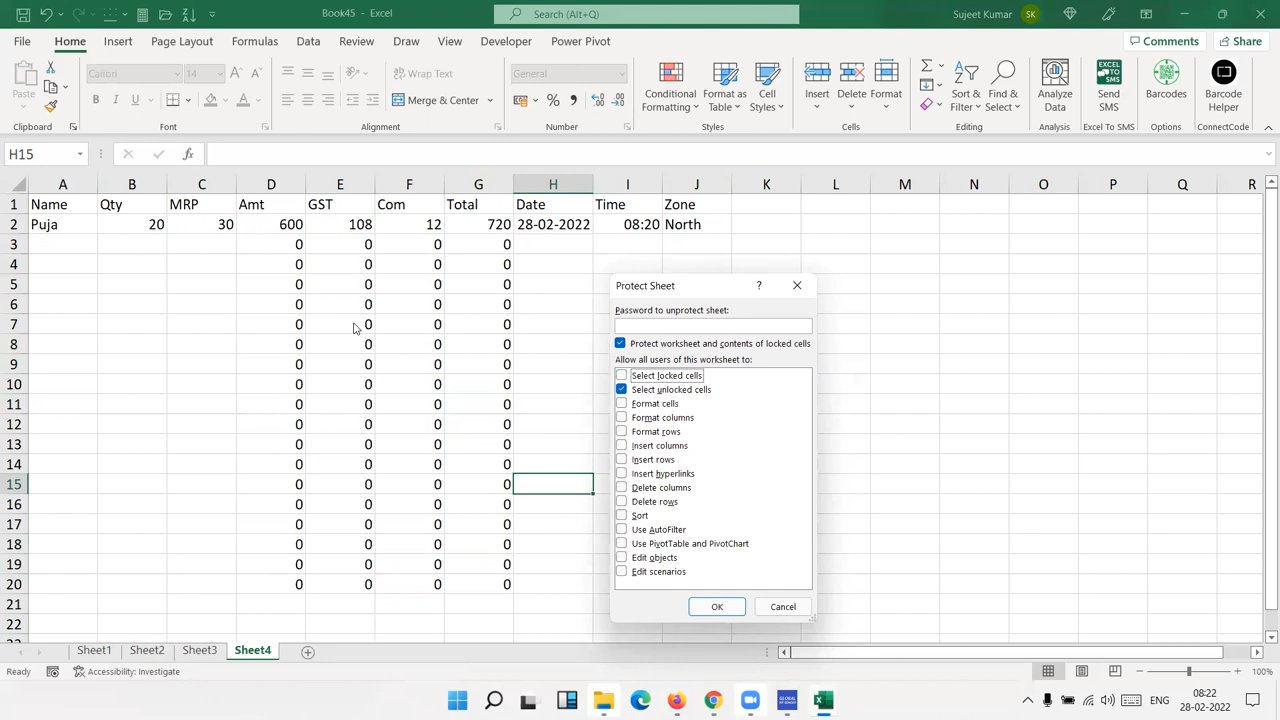 Book45 - Excel
Search (Alt+Q)
Sujeet Kumar
SK
File Home Insert Page Layout Formulas Data Review Draw View Developer Power Pivot
Comments Share
Paste
Calibri 14
B I U
Wrap Text
Merge & Center
General
Conditional Formatting
Format as Table
Cell Styles
Insert
Delete
Format
Sort & Filter
Find & Select
Analyze Data
Excel to SMS
Send SMS
Barcodes
Barcode Helper
Clipboard Font Alignment Number Styles Cells Editing Analysis Excel To SMS Options ConnectCode
H15
fx
A B C D E F G H I J K L M N O P Q R
1 Name Qty MRP Amt GST Com Total Date Time Zone
2 Puja 20 30 600 108 12 720 28-02-2022 08:20 North
3 0 0 0 0
4 0 0 0 0
5 0 0 0 0
6 0 0 0 0
7 0 0 0 0
8 0 0 0 0
9 0 0 0 0
10 0 0 0 0
11 0 0 0 0
12 0 0 0 0
13 0 0 0 0
14 0 0 0 0
15 0 0 0 0
16 0 0 0 0
17 0 0 0 0
18 0 0 0 0
19 0 0 0 0
20 0 0 0 0
21
22
Protect Sheet ?
Password to unprotect sheet:
Protect worksheet and contents of locked cells
Allow all users of this worksheet to:
Select locked cells
Select unlocked cells
Format cells
Format columns
Format rows
Insert columns
Insert rows
Insert hyperlinks
Delete columns
Delete rows
Sort
Use AutoFilter
Use PivotTable and PivotChart
Edit objects
Edit scenarios
OK Cancel
Sheet1 Sheet2 Sheet3 Sheet4
Ready Accessibility: Investigate
100%
ENG
08:22
28-02-2022